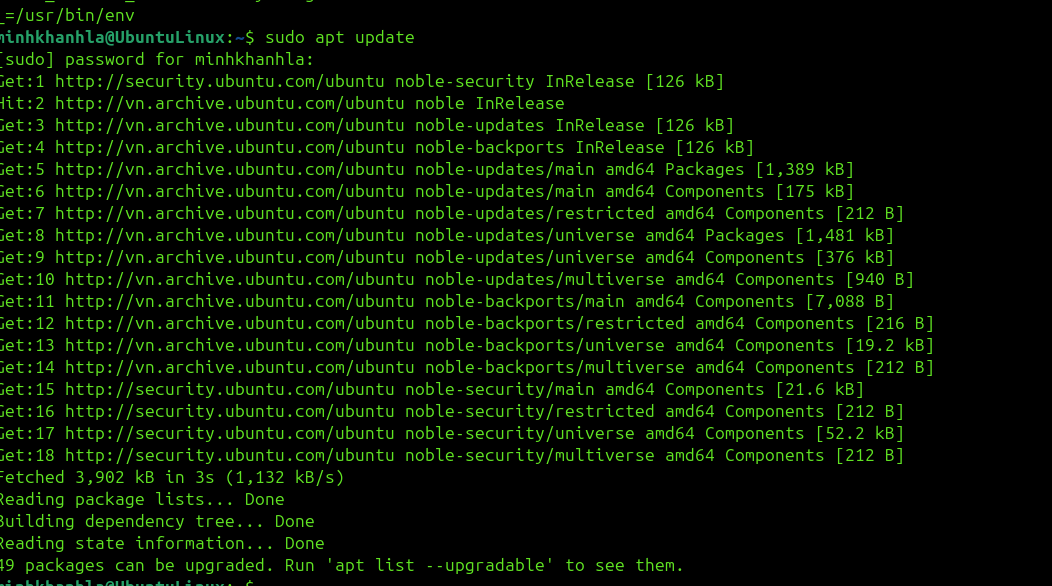 _=/usr/bin/env
minhkhanhla@UbuntuLinux:~$ sudo apt update
[sudo] password for minhkhanhla:
Get:1 http://security.ubuntu.com/ubuntu noble-security InRelease [126 kB]
Hit:2 http://vn.archive.ubuntu.com/ubuntu noble InRelease
Get:3 http://vn.archive.ubuntu.com/ubuntu noble-updates InRelease [126 kB]
Get:4 http://vn.archive.ubuntu.com/ubuntu noble-backports InRelease [126 kB]
Get:5 http://vn.archive.ubuntu.com/ubuntu noble-updates/main amd64 Packages [1,389 kB]
Get:6 http://vn.archive.ubuntu.com/ubuntu noble-updates/main amd64 Components [175 kB]
Get:7 http://vn.archive.ubuntu.com/ubuntu noble-updates/restricted amd64 Components [212 B]
Get:8 http://vn.archive.ubuntu.com/ubuntu noble-updates/universe amd64 Packages [1,481 kB]
Get:9 http://vn.archive.ubuntu.com/ubuntu noble-updates/universe amd64 Components [376 kB]
Get:10 http://vn.archive.ubuntu.com/ubuntu noble-updates/multiverse amd64 Components [940 B]
Get:11 http://vn.archive.ubuntu.com/ubuntu noble-backports/main amd64 Components [7,088 B]
Get:12 http://vn.archive.ubuntu.com/ubuntu noble-backports/restricted amd64 Components [216 B]
Get:13 http://vn.archive.ubuntu.com/ubuntu noble-backports/universe amd64 Components [19.2 kB]
Get:14 http://vn.archive.ubuntu.com/ubuntu noble-backports/multiverse amd64 Components [212 B]
Get:15 http://security.ubuntu.com/ubuntu noble-security/main amd64 Components [21.6 kB]
Get:16 http://security.ubuntu.com/ubuntu noble-security/restricted amd64 Components [212 B]
Get:17 http://security.ubuntu.com/ubuntu noble-security/universe amd64 Components [52.2 kB]
Get:18 http://security.ubuntu.com/ubuntu noble-security/multiverse amd64 Components [212 B]
Fetched 3,902 kB in 3s (1,132 kB/s)
Reading package lists... Done
Building dependency tree... Done
Reading state information... Done
49 packages can be upgraded. Run 'apt list --upgradable' to see them.
minhkhanhla@UbuntuLinux:~$